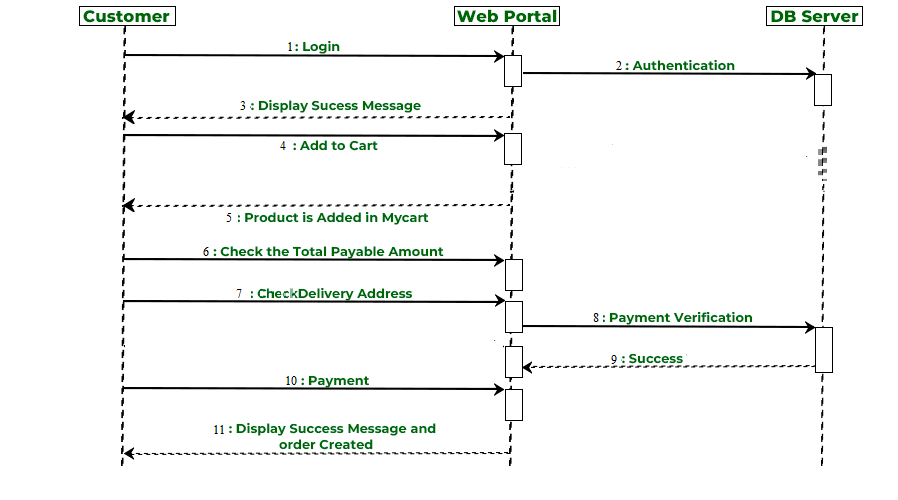 Customer
Web Portal
DB Server
1: Login
2 : Authentication
3 : Display Sucess Message
4 : Add to Cart
5 : Product is Added in Mycart
6 : Check the Total Payable Amount
7 : CheckDelivery Address
8 : Payment Verification
9 : Success
10 : Payment
11 : Display Success Message and
order Created